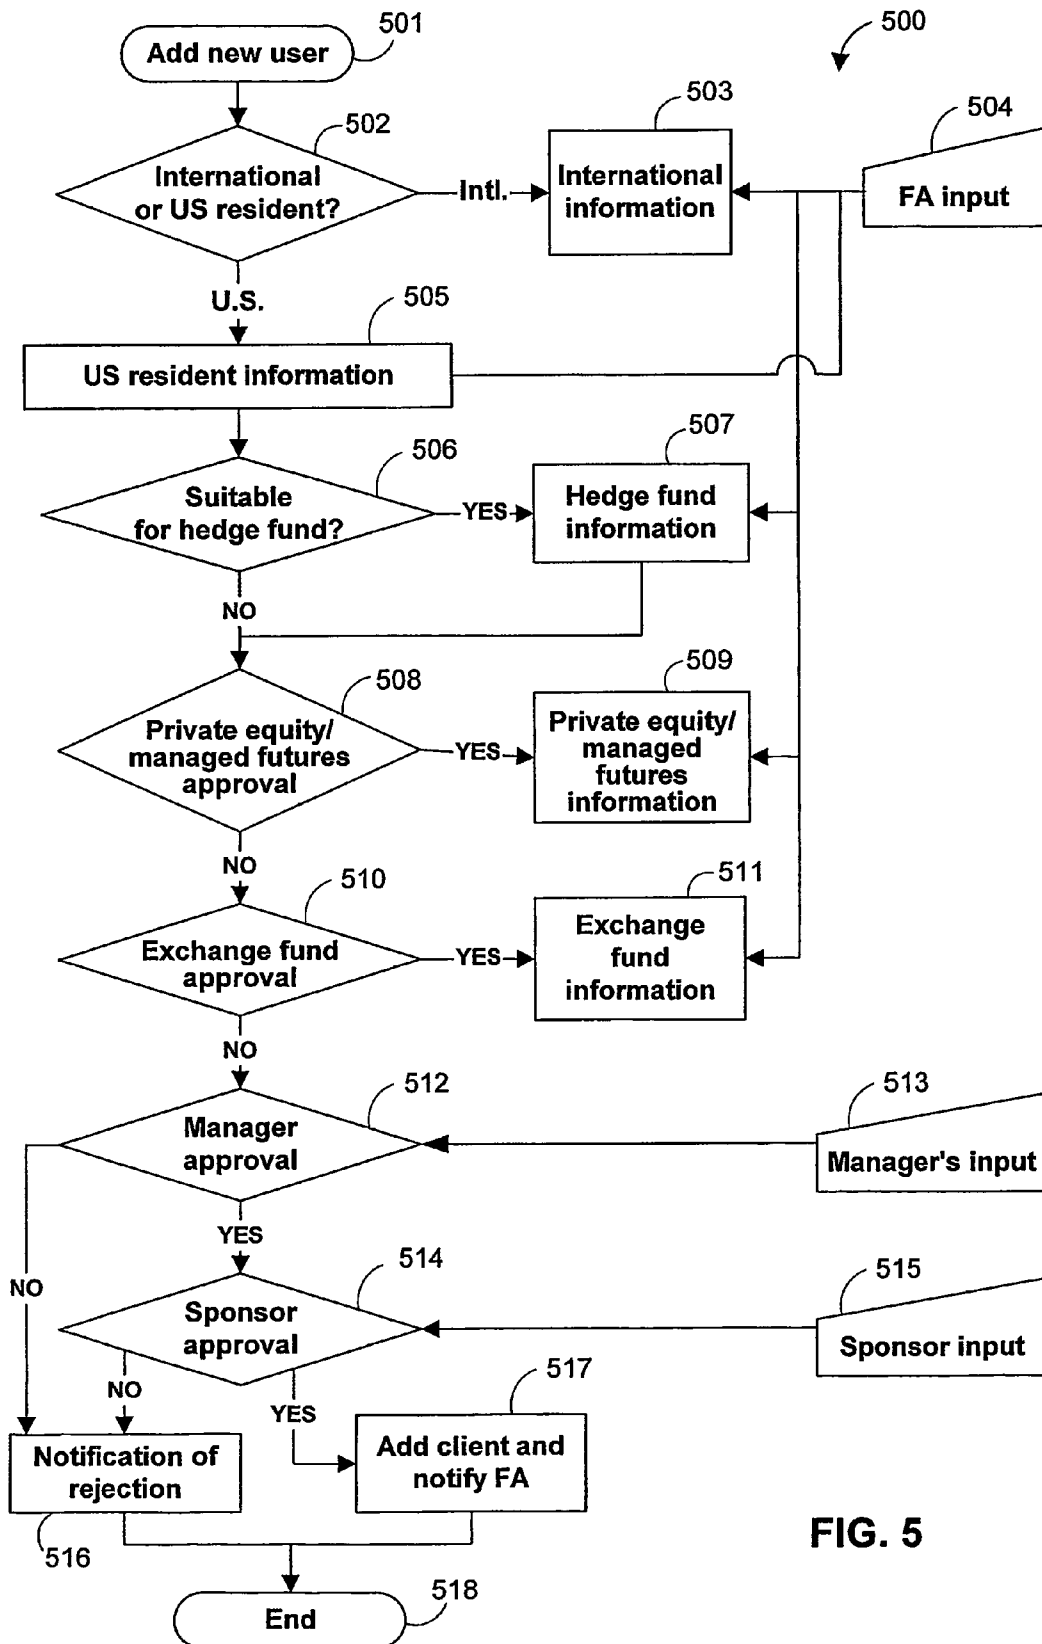 501
Add new user
500
502
503
504
International
or US resident?
Intl.
International
information
FA input
U.S.
505
US resident information
506
507
Suitable
for hedge fund?
YES
Hedge fund
information
NO
508
509
Private equity/
managed futures
approval
YES
Private equity/
managed
futures
information
NO
510
511
Exchange fund
approval
YES
Exchange
fund
information
NO
512
513
Manager
approval
Manager's input
YES
NO
514
515
Sponsor
approval
Sponsor input
NO
YES
517
Notification of
rejection
Add client and
notify FA
516
FIG. 5
End
518